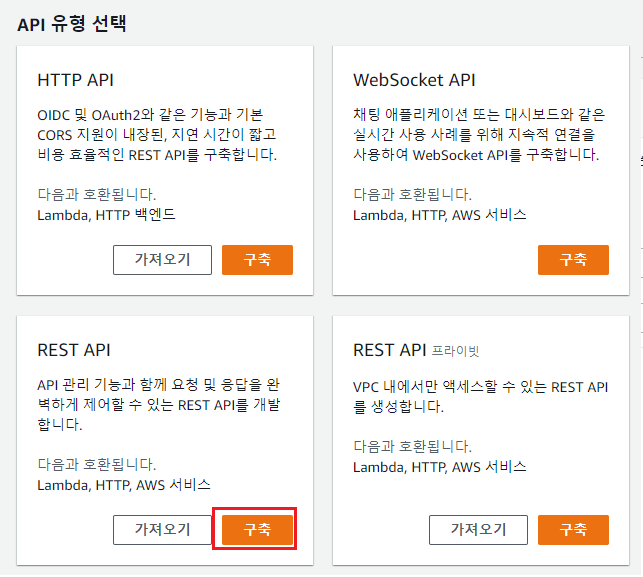 API 유형 선택
HTTP API
OIDC 및 OAuth2와 같은 기능과 기본
CORS 지원이 내장된, 지연 시간이 짧고
비용 효율적인 REST API를 구축합니다.
다음과 호환됩니다.
Lambda, HTTP 백엔드
가져오기
구축
WebSocket API
채팅 애플리케이션 또는 대시보드와 같은
실시간 사용 사례를 위해 지속적 연결을
사용하여 WebSocket API를 구축합니다.
다음과 호환됩니다.
Lambda, HTTP, AWS 서비스
구축
REST API
API 관리 기능과 함께 요청 및 응답을 완
벽하게 제어할 수 있는 REST API를 개발
합니다.
다음과 호환됩니다.
Lambda, HTTP, AWS 서비스
가져오기
구축
REST API 프라이빗
VPC 내에서만 액세스할 수 있는 REST API
를 생성합니다.
다음과 호환됩니다.
Lambda, HTTP, AWS 서비스
가져오기
구축